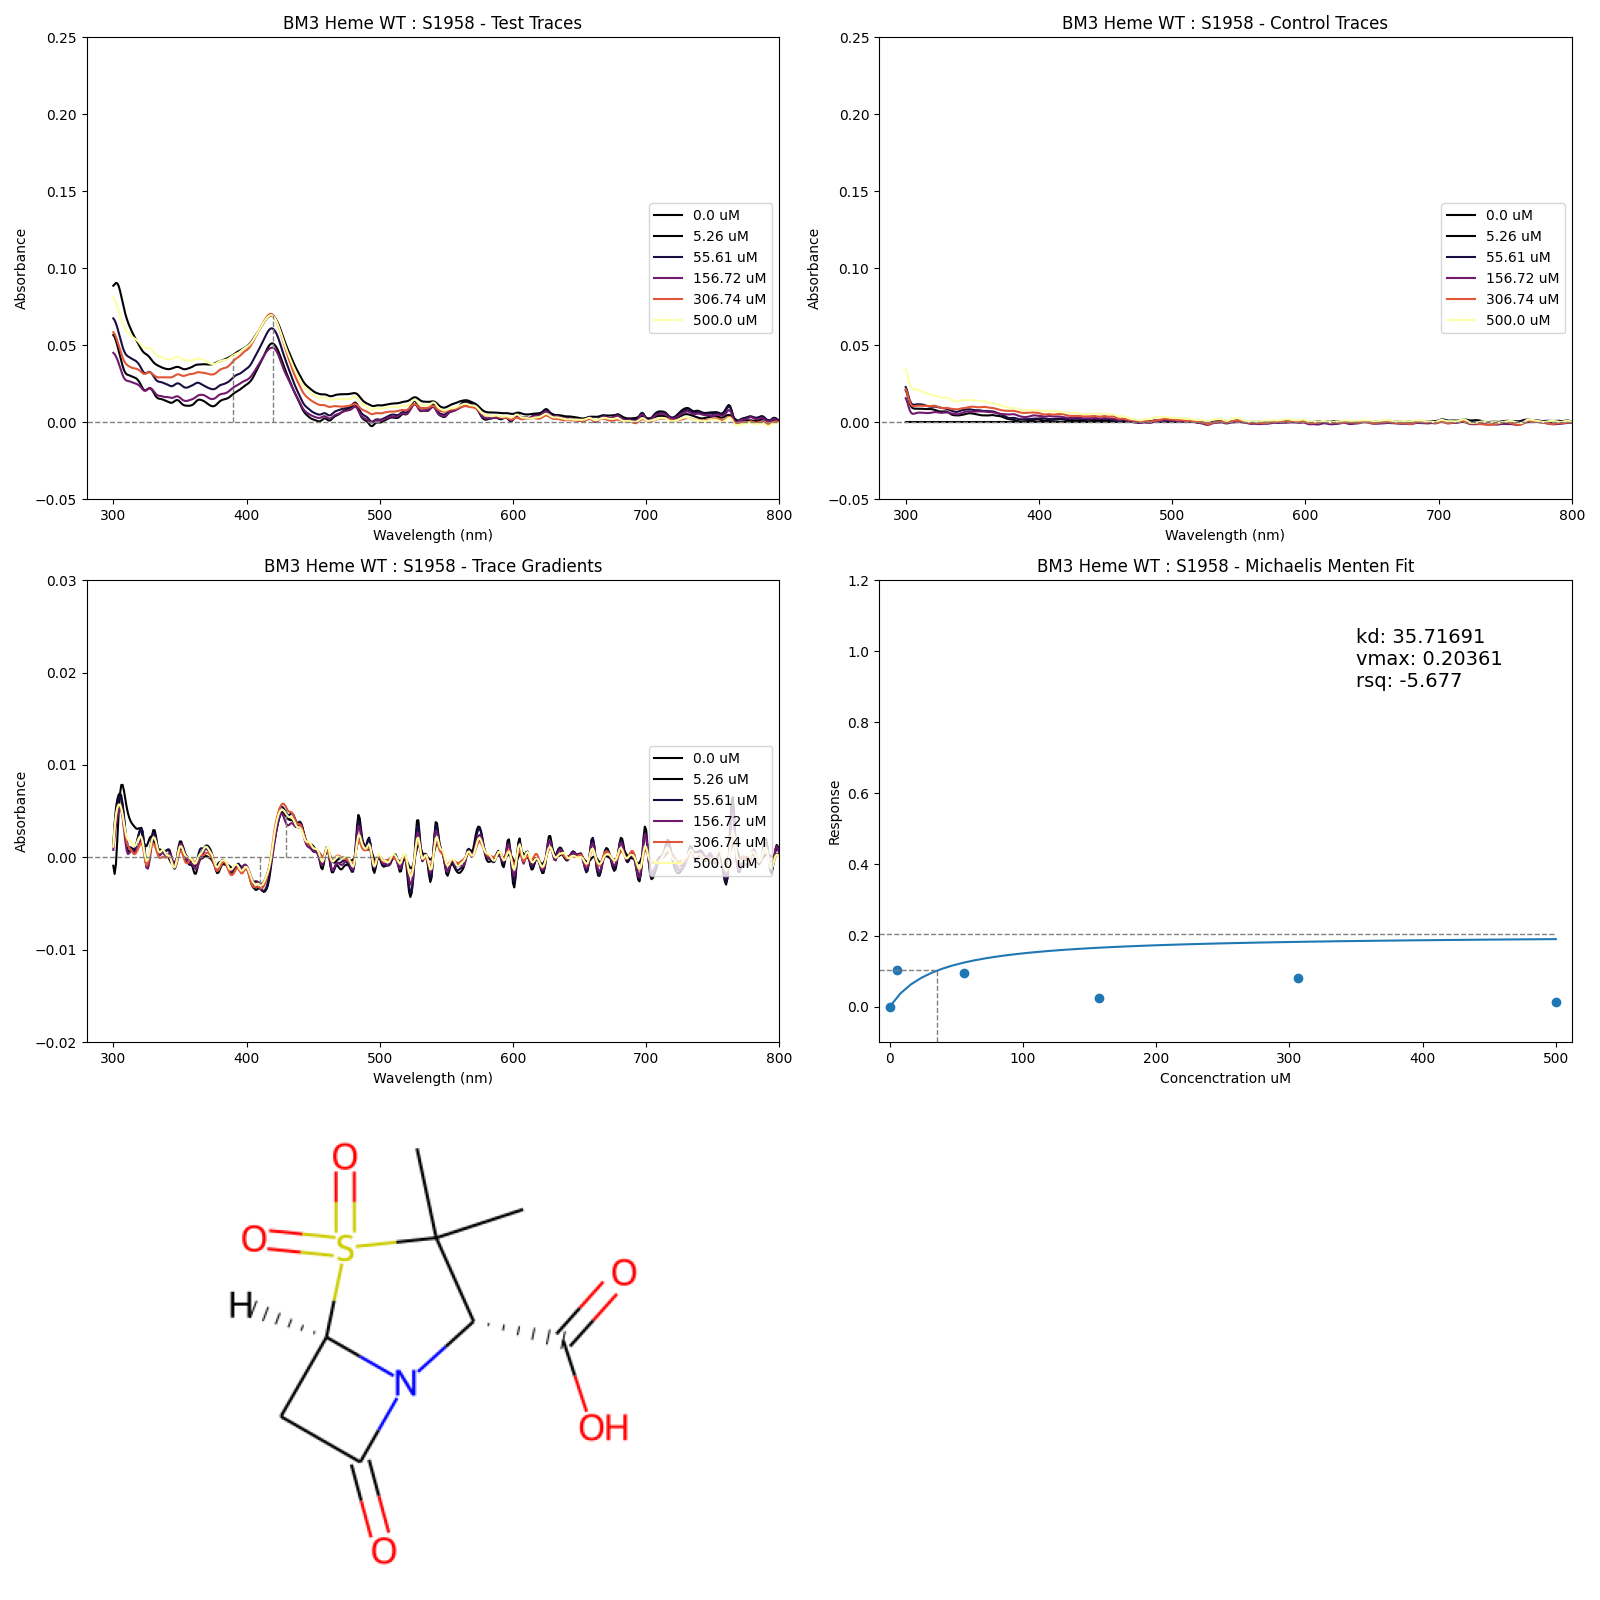 BM3 Heme WT : S1958 - Test Traces
0.25
0.20
0.15
0.10
0.05
0.00
−0.05
Absorbance
300 400 500 600 700 800
Wavelength (nm)
0.0 uM
5.26 uM
55.61 uM
156.72 uM
306.74 uM
500.0 uM
BM3 Heme WT : S1958 - Control Traces
0.25
0.20
0.15
0.10
0.05
0.00
−0.05
Absorbance
300 400 500 600 700 800
Wavelength (nm)
0.0 uM
5.26 uM
55.61 uM
156.72 uM
306.74 uM
500.0 uM
BM3 Heme WT : S1958 - Trace Gradients
0.03
0.02
0.01
0.00
−0.01
−0.02
Absorbance
300 400 500 600 700 800
Wavelength (nm)
0.0 uM
5.26 uM
55.61 uM
156.72 uM
306.74 uM
500.0 uM
BM3 Heme WT : S1958 - Michaelis Menten Fit
1.2
1.0
0.8
0.6
0.4
0.2
0.0
Response
kd: 35.71691
vmax: 0.20361
rsq: -5.677
0 100 200 300 400 500
Concenctration uM
O
O
S
O
H
N
OH
O